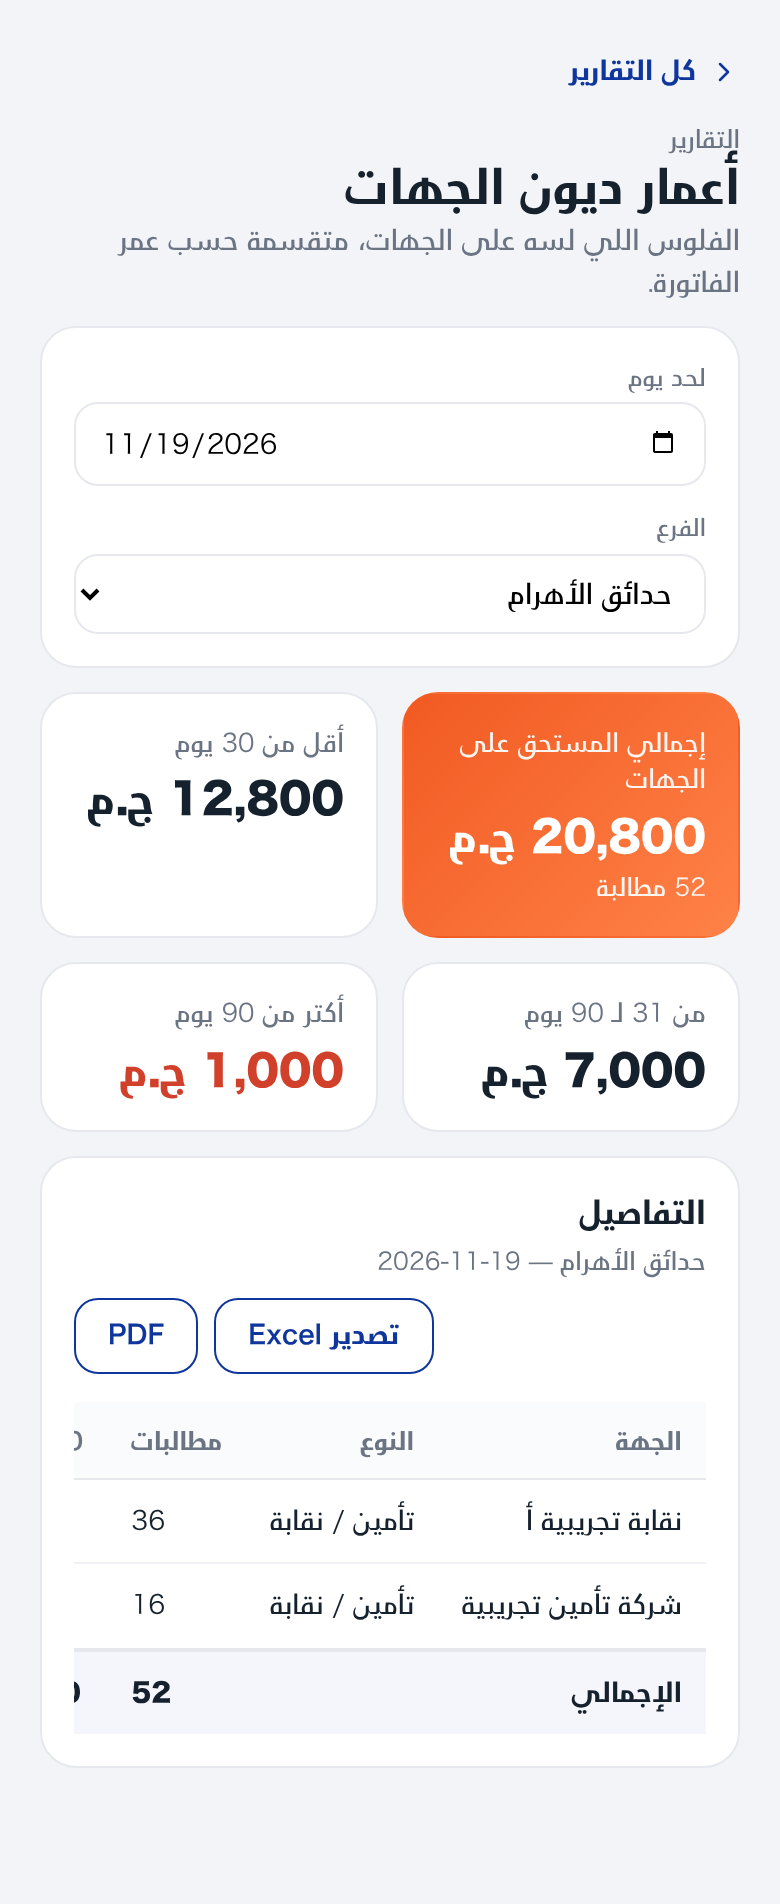 كل التقارير
التقارير
أعمار ديون الجهات
الفلوس اللي لسه على الجهات، متقسمة حسب عمر
الفاتورة.
لحد يوم
11/19/2026
الفرع
حدائق الأهرام
إجمالي المستحق على
الجهات
20,800 ج.م
52 مطالبة
أقل من 30 يوم
12,800 ج.م
من 31 لـ 90 يوم
7,000 ج.م
أكتر من 90 يوم
1,000 ج.م
التفاصيل
حدائق الأهرام — 2026-11-19
تصدير Excel PDF
الجهة النوع مطالبات
نقابة تجريبية أ تأمين / نقابة 36
شركة تأمين تجريبية تأمين / نقابة 16
الإجمالي 52